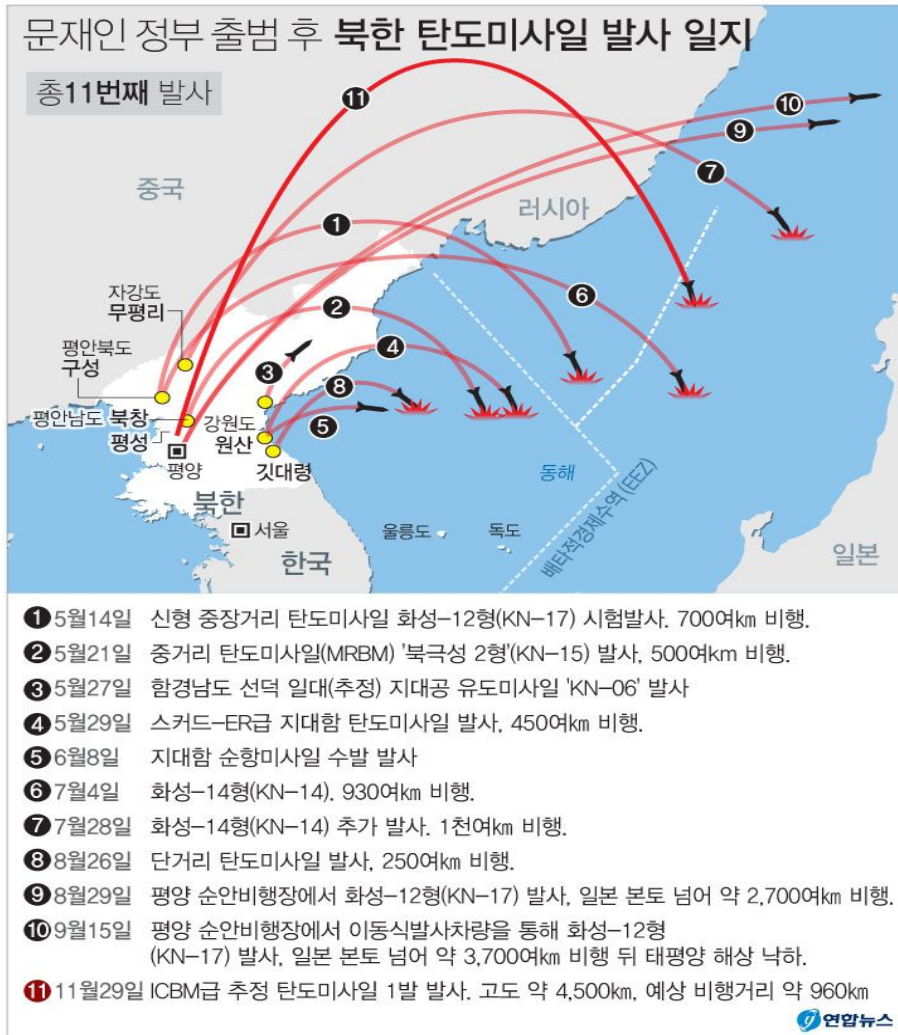 문재인 정부 출범 후 북한 탄도미사일 발사 일지
총11번째 발사
11
10
9
7
중국
러시아
1
6
자강도
무평리
2
평안북도
구성
4
3
8
평안남도 북창
강원도
5
평성
원산
평양
깃대령
동해
북한
배타적경제수역(EEZ)
서울
울릉도
독도
한국
일본
1 5월14일 신형 중장거리 탄도미사일 화성-12형(KN-17) 시험발사. 700여㎞ 비행.
2 5월21일 중거리 탄도미사일(MRBM) '북극성 2형'(KN-15) 발사, 500여km 비행.
3 5월27일 함경남도 선덕 일대(추정) 지대공 유도미사일 'KN-06' 발사
4 5월29일 스커드-ER급 지대함 탄도미사일 발사, 450여㎞ 비행.
5 6월8일 지대함 순항미사일 수발 발사
6 7월4일 화성-14형(KN-14). 930여㎞ 비행.
7 7월28일 화성-14형(KN-14) 추가 발사. 1천여㎞ 비행.
8 8월26일 단거리 탄도미사일 발사, 250여㎞ 비행.
9 8월29일 평양 순안비행장에서 화성-12형(KN-17) 발사, 일본 본토 넘어 약 2,700여㎞ 비행.
10 9월15일 평양 순안비행장에서 이동식발사차량을 통해 화성-12형
(KN-17) 발사, 일본 본토 넘어 약 3,700여㎞ 비행 뒤 태평양 해상 낙하.
11 11월29일 ICBM급 추정 탄도미사일 1발 발사. 고도 약 4,500㎞, 예상 비행거리 약 960㎞
연합뉴스